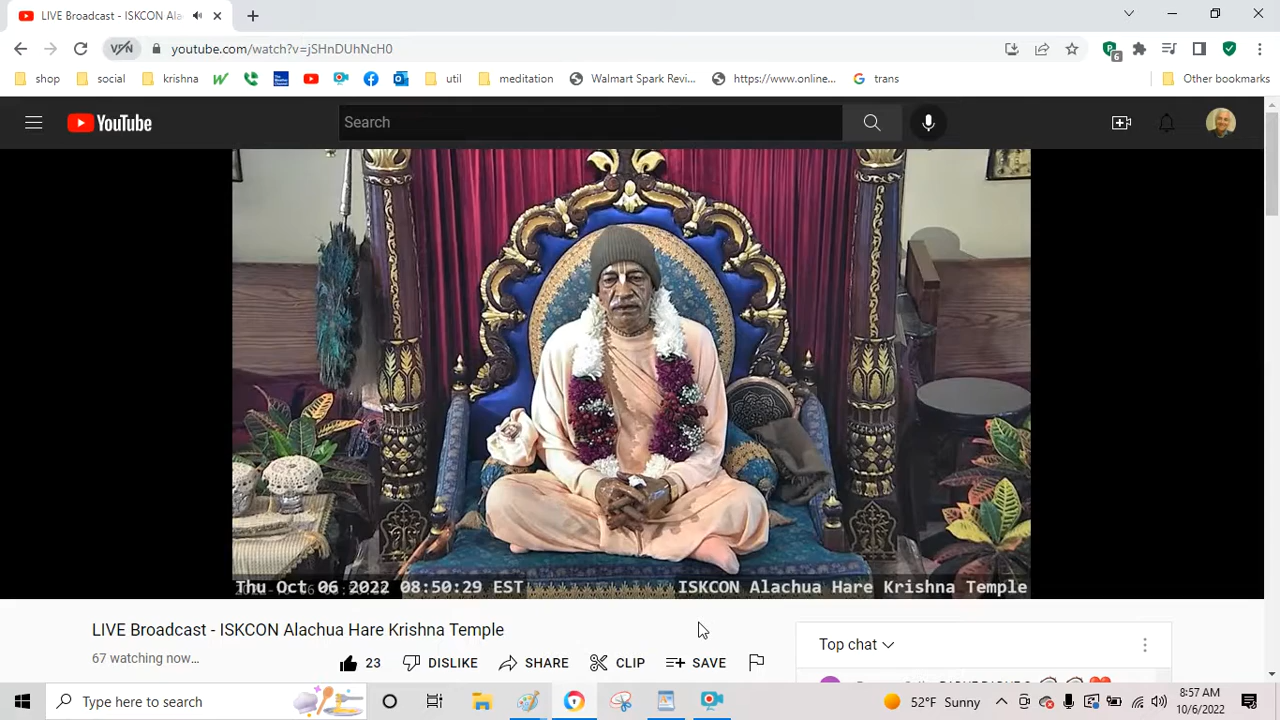 LIVE Broadcast - ISKCON Ala
youtube.com/watch?v=jSHnDUhNcH0
6
shop social krishna util meditation Walmart Spark Revi... https://www.online... trans Other bookmarks
YouTube Search
Thu Oct 06 2022 08:50:29 EST ISKCON Alachua Hare Krishna Temple
LIVE Broadcast - ISKCON Alachua Hare Krishna Temple
67 watching now...
23 DISLIKE SHARE CLIP SAVE
Top chat
Type here to search
52°F Sunny
8:57 AM
10/6/2022